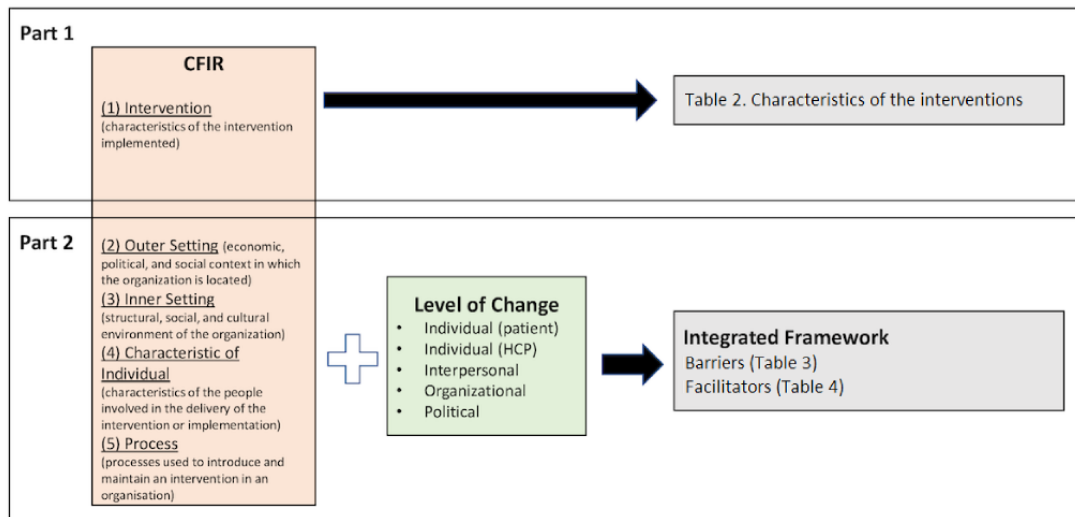 Part 1
CFIR
(1) Intervention
(characteristics of the intervention
implemented)
Table 2. Characteristics of the interventions
Part 2
(2) Outer Setting (economic,
political, and social context in which
the organization is located)
(3) Inner Setting
(structural, social, and cultural
environment of the organization)
(4) Characteristic of
Individual
(characteristics of the people
involved in the delivery of the
intervention or implementation)
(5) Process
(processes used to introduce and
maintain an intervention in an
organisation)
Level of Change
• Individual (patient)
• Individual (HCP)
• Interpersonal
• Organizational
• Political
Integrated Framework
Barriers (Table 3)
Facilitators (Table 4)